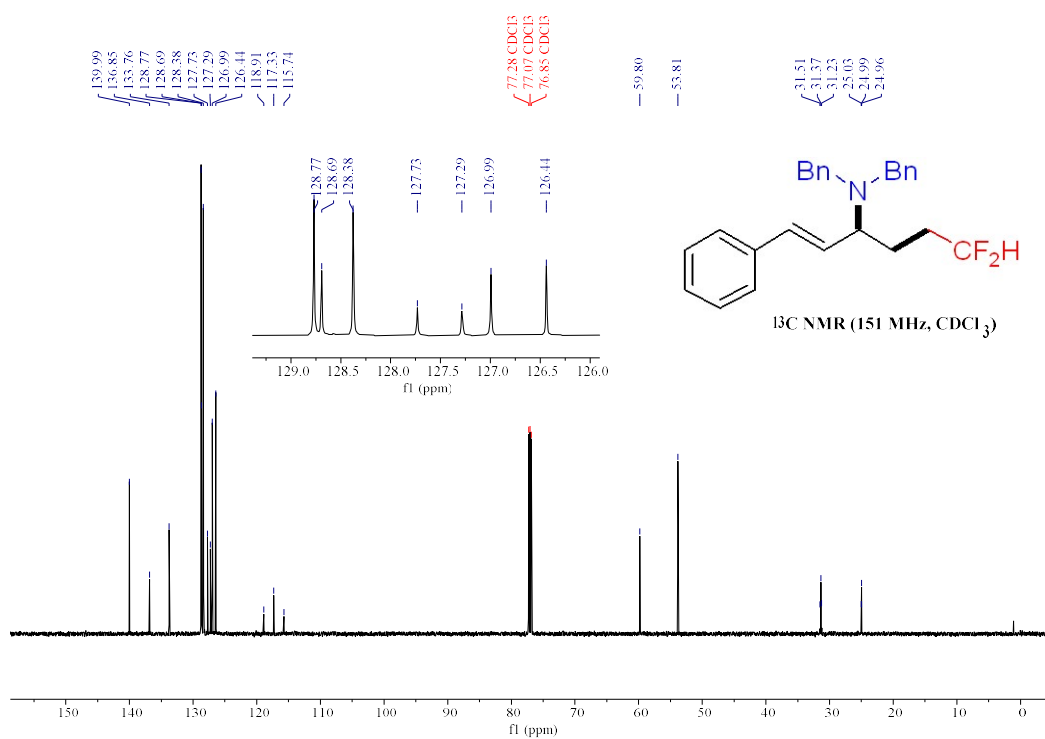 139.99
136.85
133.76
128.77
128.69
128.38
127.73
127.29
126.99
126.44
118.91
117.33
115.74
77.28 CDCl3
77.07 CDCl3
76.85 CDCl3
59.80
53.81
31.51
31.37
31.23
25.03
24.99
24.96
128.77
128.69
128.38
127.73
127.29
126.99
126.44
129.0 128.5 128.0 127.5 127.0 126.5 126.0
f1 (ppm)
Bn N Bn
CF2H
13C NMR (151 MHz, CDCl3)
150 140 130 120 110 100 90 80 70 60 50 40 30 20 10 0
f1 (ppm)